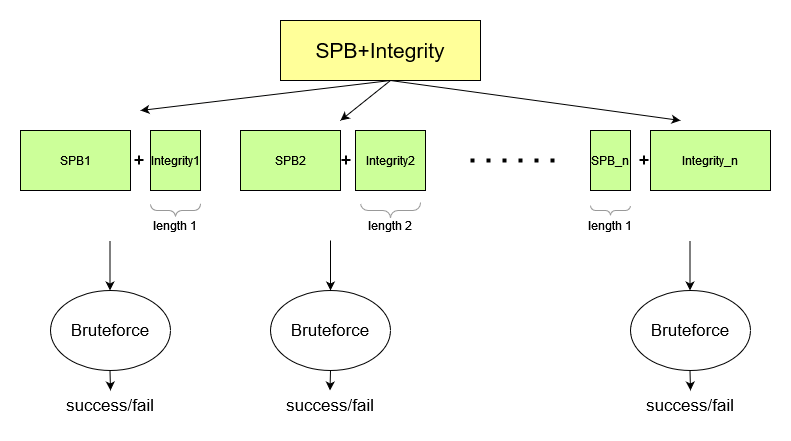 SPB+Integrity
SPB1 + Integrity1
SPB2 + Integrity2
SPB_n + Integrity_n
length 1
length 2
length 1
Bruteforce
Bruteforce
Bruteforce
success/fail
success/fail
success/fail